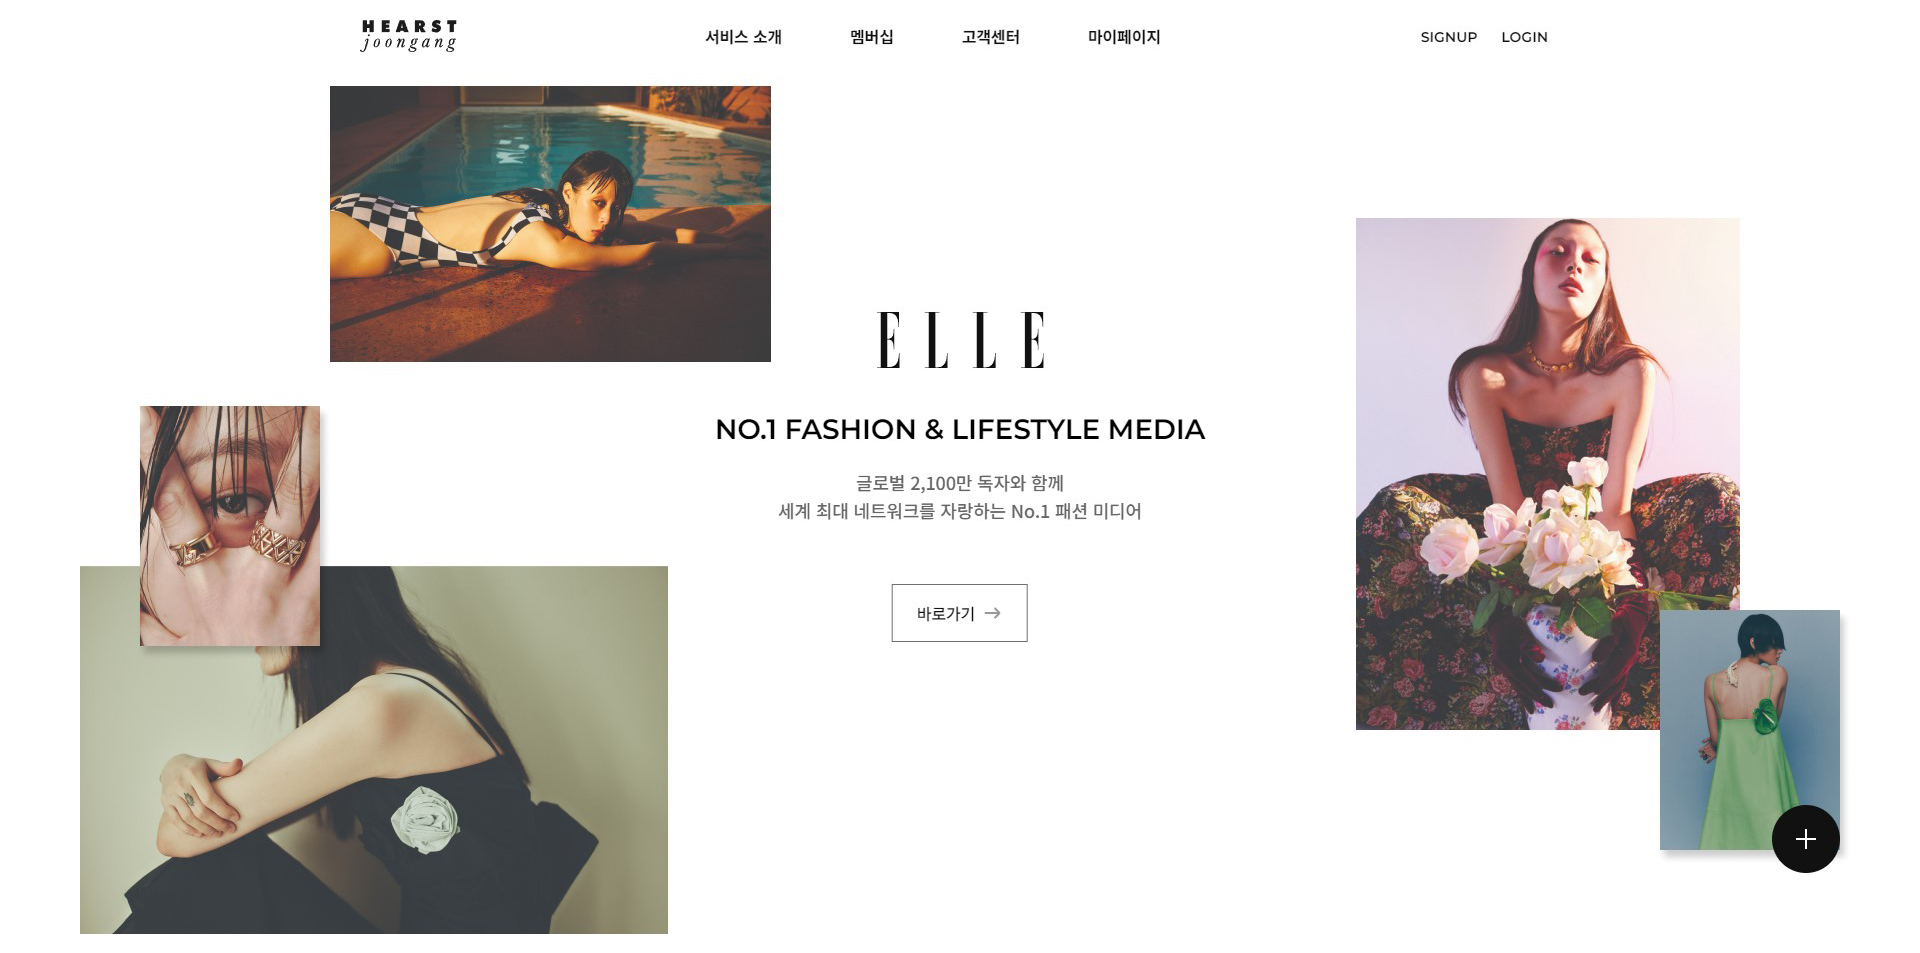 HEARST
joongang
서비스 소개
멤버십
고객센터
마이페이지
SIGNUP
LOGIN
ELLE
NO.1 FASHION & LIFESTYLE MEDIA
글로벌 2,100만 독자와 함께
세계 최대 네트워크를 자랑하는 No.1 패션 미디어
바로가기